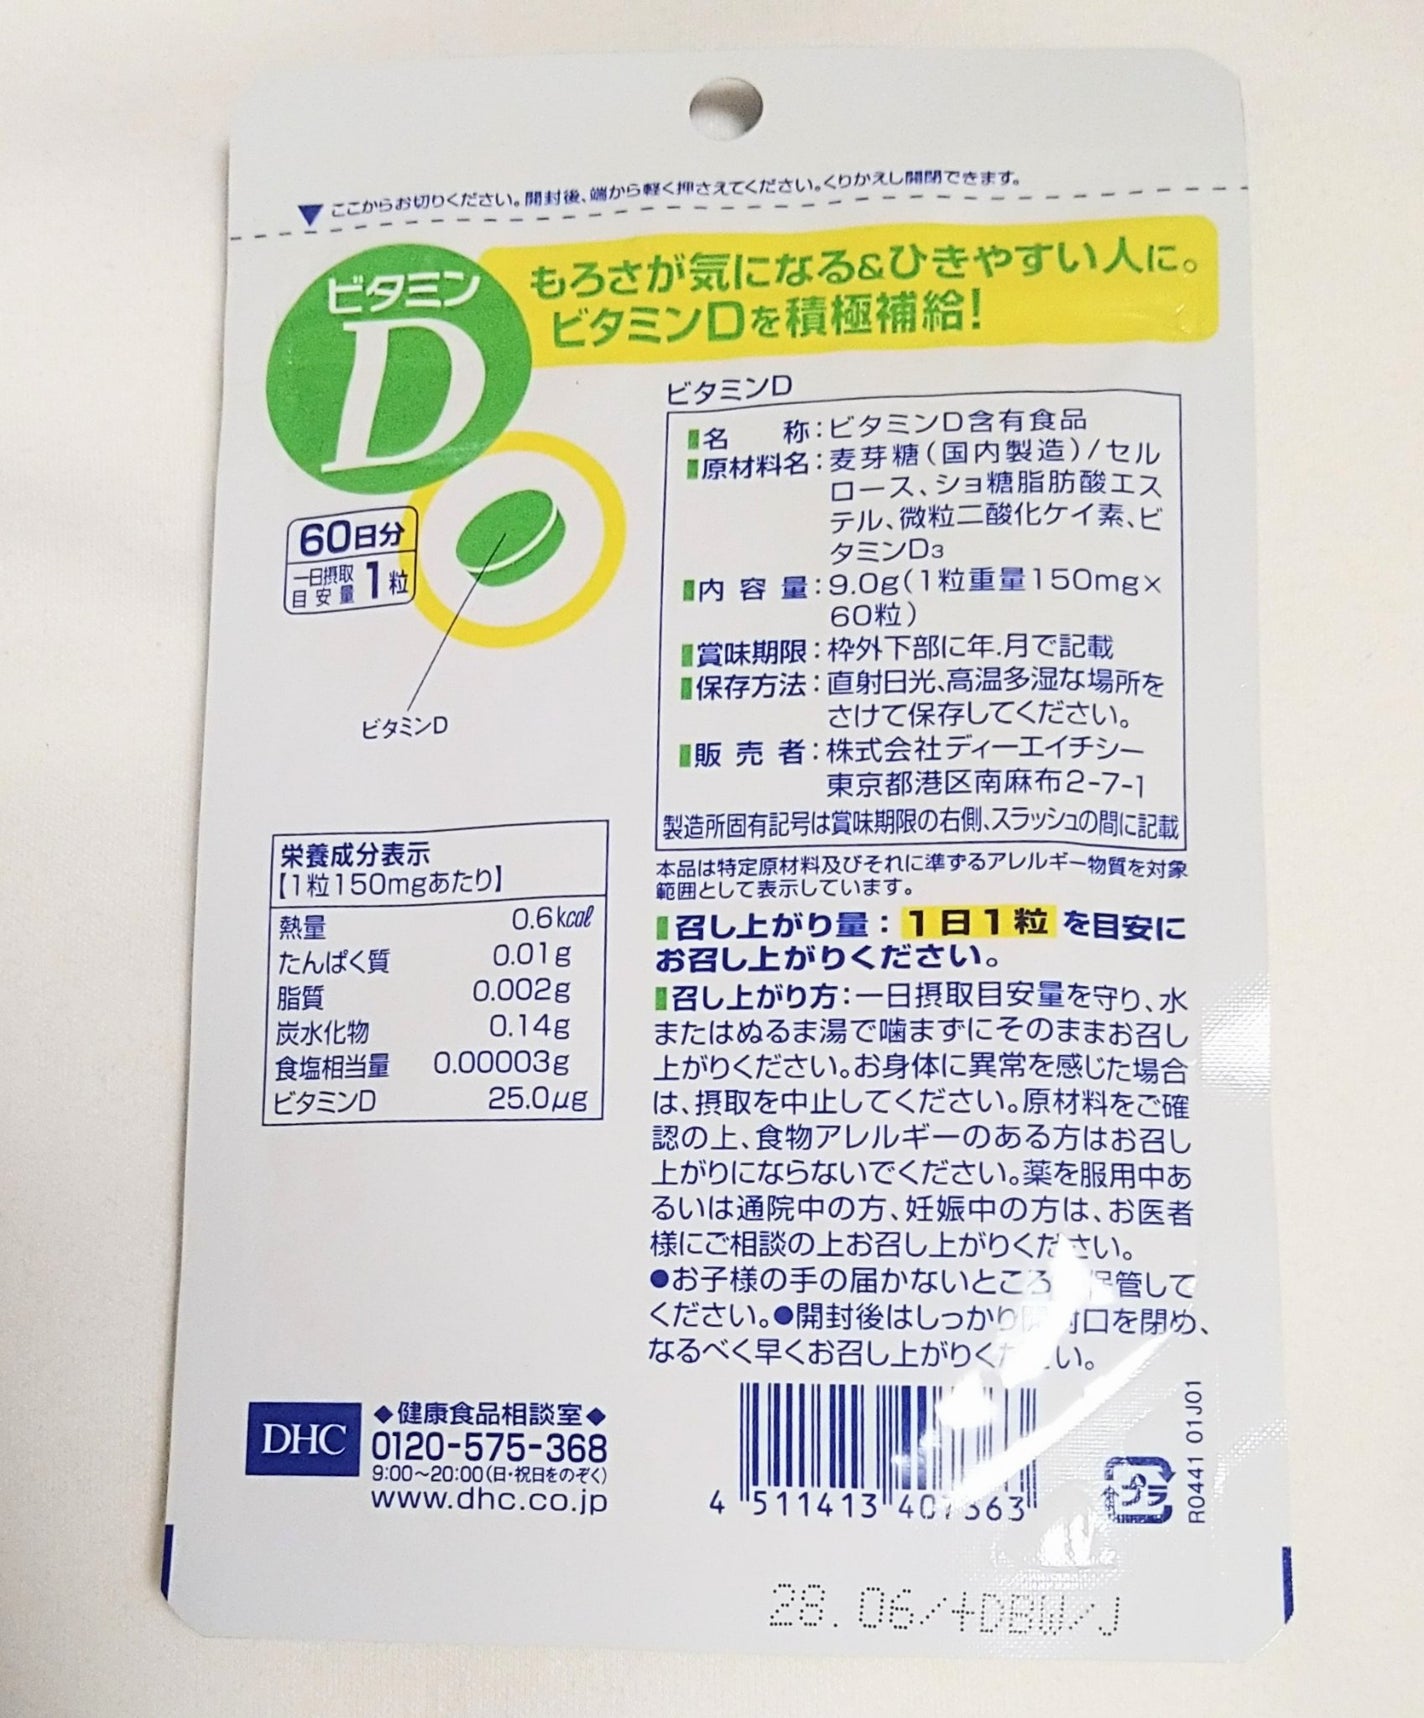 ▼ここからお切りください。開封後、端から軽く押さえてください。くりかえし開閉できます。
ビタミン
D
もろさが気になる&ひきやすい人に。
ビタミンDを積極補給!
60日分
一日摂取
目安量
1粒
ビタミンD
ビタミンD
名 称:ビタミンD含有食品
原材料名:麦芽糖(国内製造)/セル
ロース、ショ糖脂肪酸エス
テル、微粒二酸化ケイ素、ビ
タミンD3
内容量:9.0g(1粒重量150mg×
60粒)
賞味期限:枠外下部に年.月で記載
保存方法:直射日光、高温多湿な場所を
さけて保存してください。
販売者:株式会社ディーエイチシー
東京都港区南麻布2-7-1
製造所固有記号は賞味期限の右側、スラッシュの間に記載
本品は特定原材料及びそれに準ずるアレルギー物質を対象
範囲として表示しています。
召し上がり量:1日1粒を目安に
お召し上がりください。
召し上がり方:一日摂取目安量を守り、水
またはぬるま湯で噛まずにそのままお召し
上がりください。お身体に異常を感じた場合
は、摂取を中止してください。原材料をご確
認の上、食物アレルギーのある方はお召し
上がりにならないでください。薬を服用中あ
るいは通院中の方、妊娠中の方は、お医者
様にご相談の上お召し上がりください。
●お子様の手の届かないところ 保管して
ください。●開封後はしっかり 封口を閉め、
なるべく早くお召し上がりく い。
栄養成分表示
【1粒150mgあたり】
熱量 0.6kcal
たんぱく質 0.01g
脂質 0.002g
炭水化物 0.14g
食塩相当量 0.00003g
ビタミンD 25.0μg
DHC
◆健康食品相談室◆
0120-575-368
9:00～20:00(日・祝日をのぞく)
www.dhc.co.jp
4 511413 407363
プラ
R0441 01J01
28.06/+DBW/J